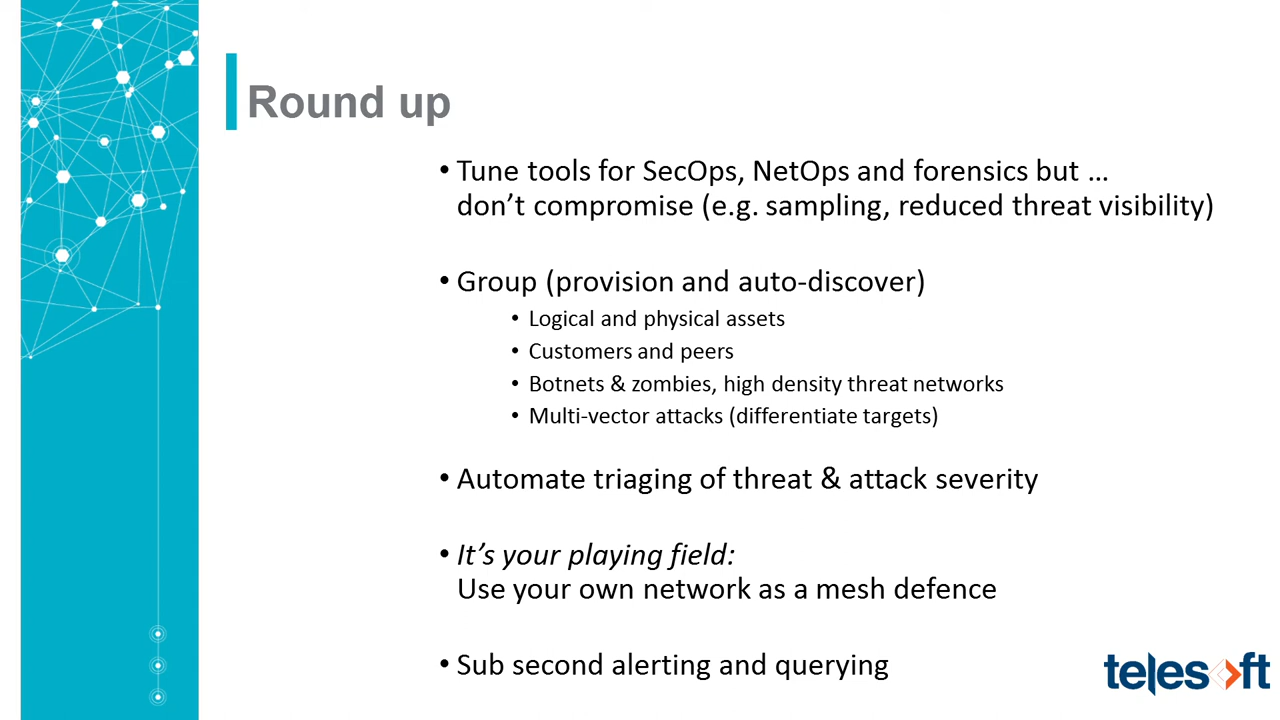 Round up
• Tune tools for SecOps, NetOps and forensics but …
don’t compromise (e.g. sampling, reduced threat visibility)
• Group (provision and auto-discover)
• Logical and physical assets
• Customers and peers
• Botnets & zombies, high density threat networks
• Multi-vector attacks (differentiate targets)
• Automate triaging of threat & attack severity
• It’s your playing field:
Use your own network as a mesh defence
• Sub second alerting and querying
telesoft